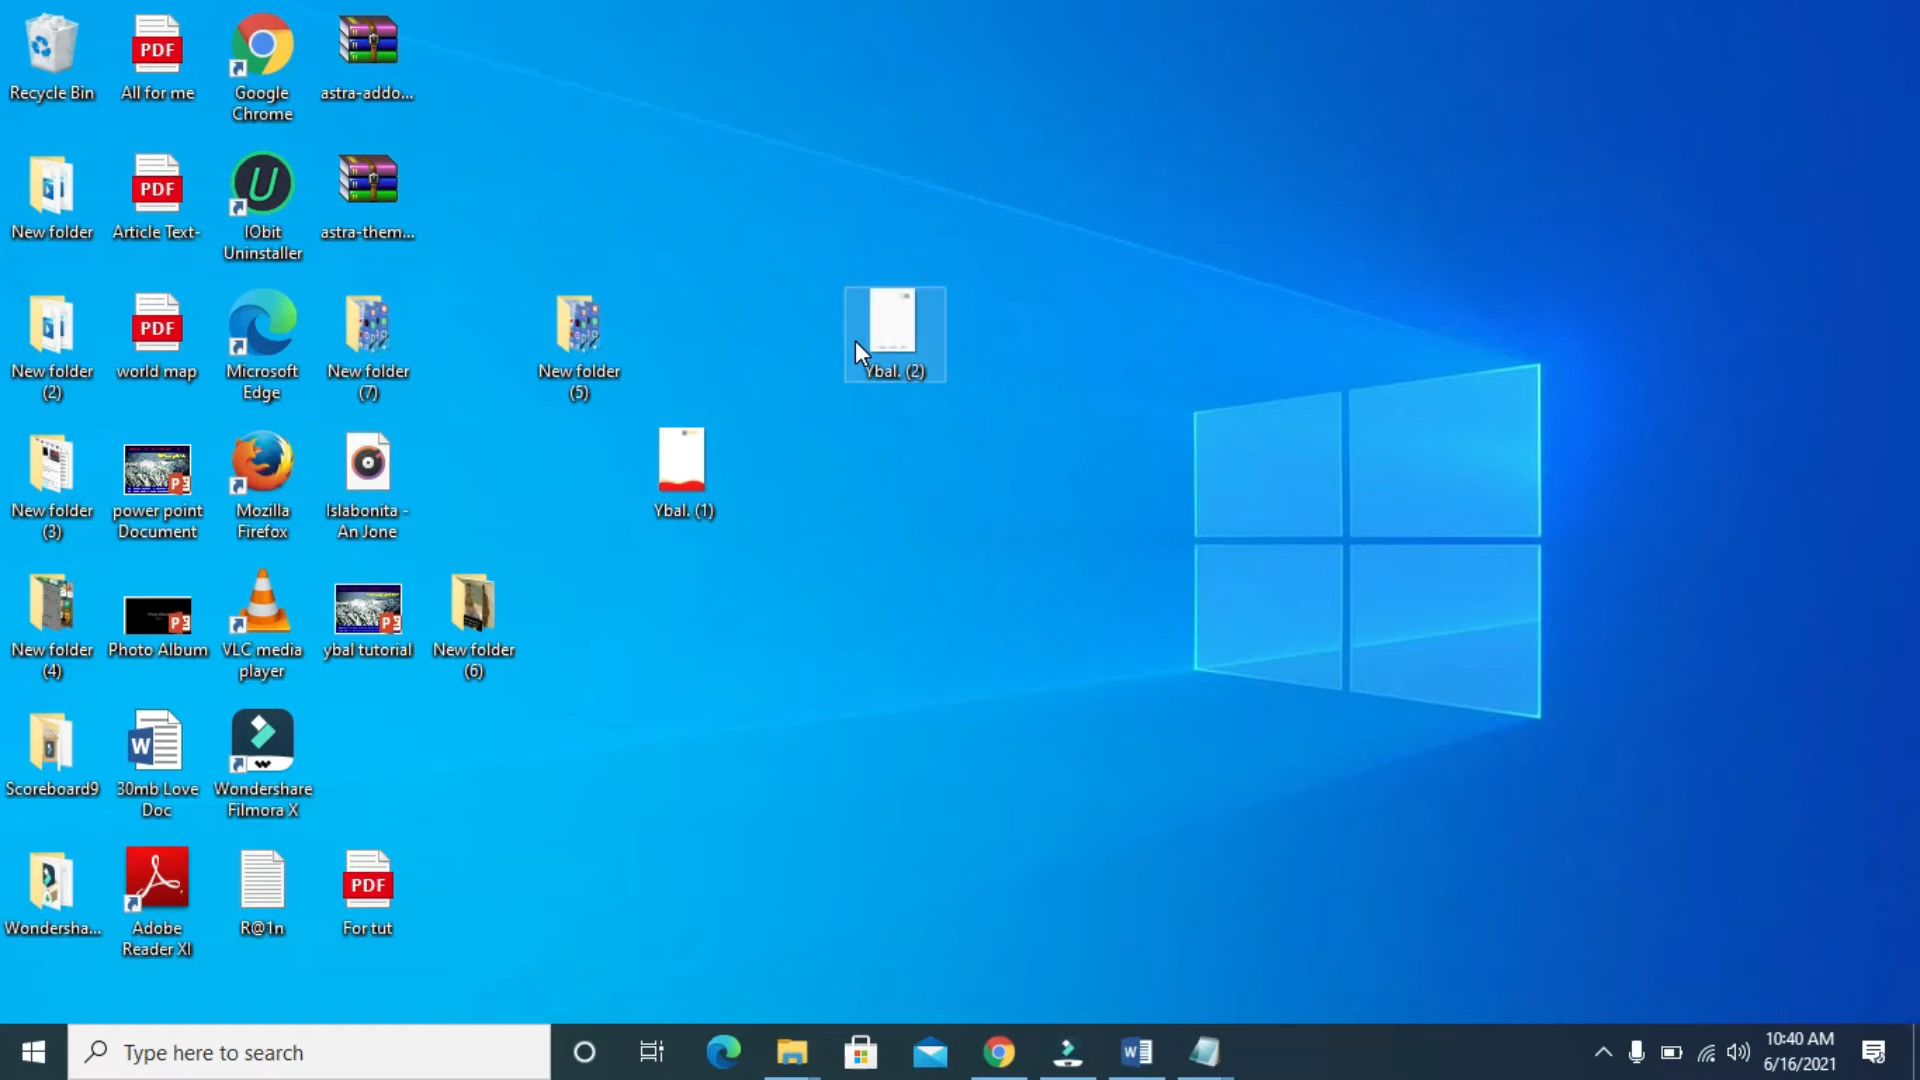 Recycle Bin
PDF
All for me
Google
Chrome
astra-addo...
New folder
PDF
Article Text-
IObit
Uninstaller
astra-them...
New folder
(2)
PDF
world map
Microsoft
Edge
New folder
(7)
New folder
(5)
Ybal. (2)
New folder
(3)
power point
Document
Mozilla
Firefox
Islabonita -
An Jone
Ybal. (1)
New folder
(4)
Photo Album
VLC media
player
ybal tutorial
New folder
(6)
Scoreboard9
W
30mb Love
Doc
Wondershare
Filmora X
Wondersha...
Adobe
Reader XI
R@1n
PDF
For tut
Type here to search
10:40 AM
6/16/2021